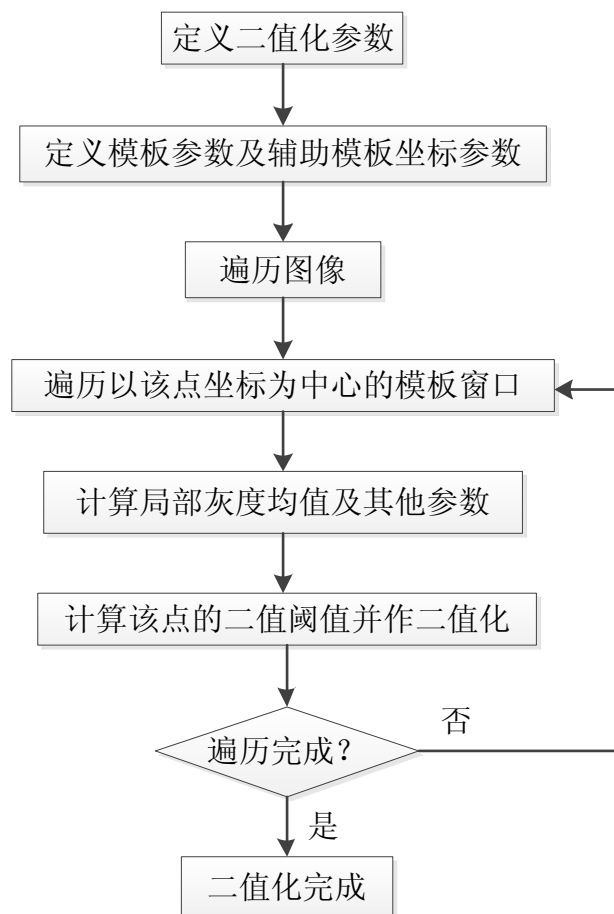 定义二值化参数
定义模板参数及辅助模板坐标参数
遍历图像
遍历以该点坐标为中心的模板窗口
计算局部灰度均值及其他参数
计算该点的二值阈值并作二值化
遍历完成?
否
是
二值化完成